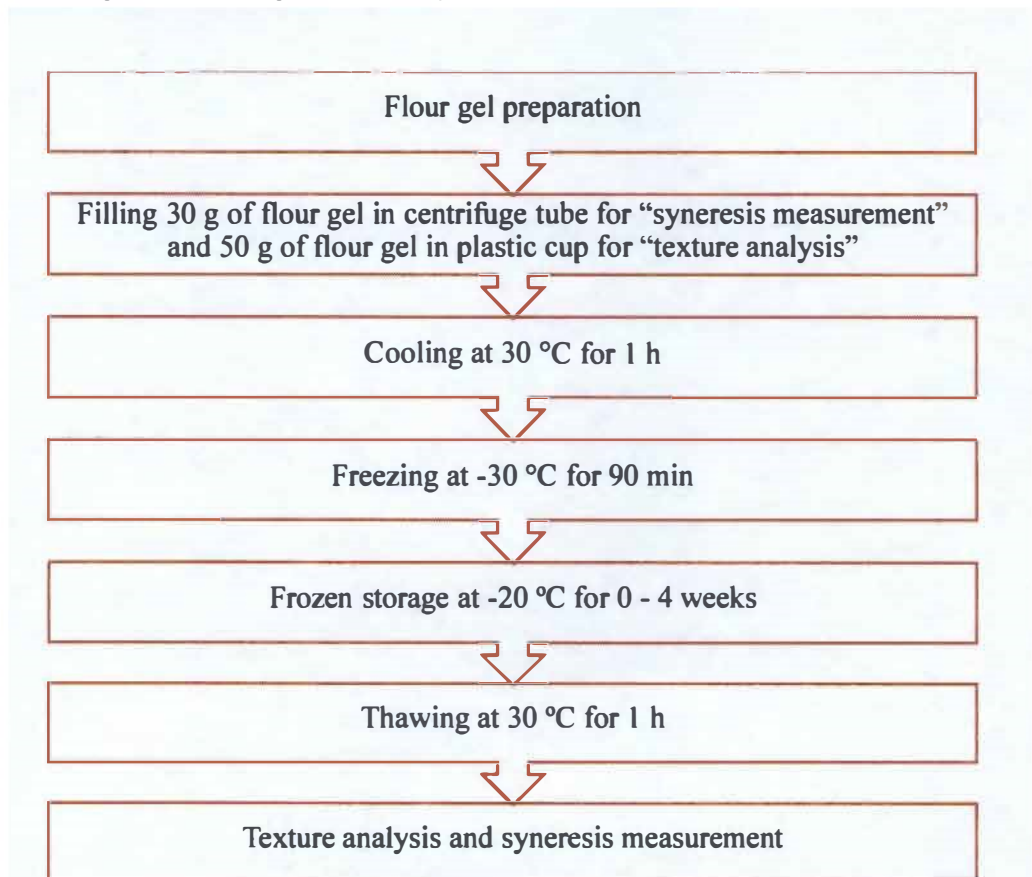 Flour gel preparation
Filling 30 g of flour gel in centrifuge tube for “syneresis measurement”
and 50 g of flour gel in plastic cup for “texture analysis”
Cooling at 30 °C for 1 h
Freezing at -30 °C for 90 min
Frozen storage at -20 ºC for 0 - 4 weeks
Thawing at 30 ºC for 1 h
Texture analysis and syneresis measurement